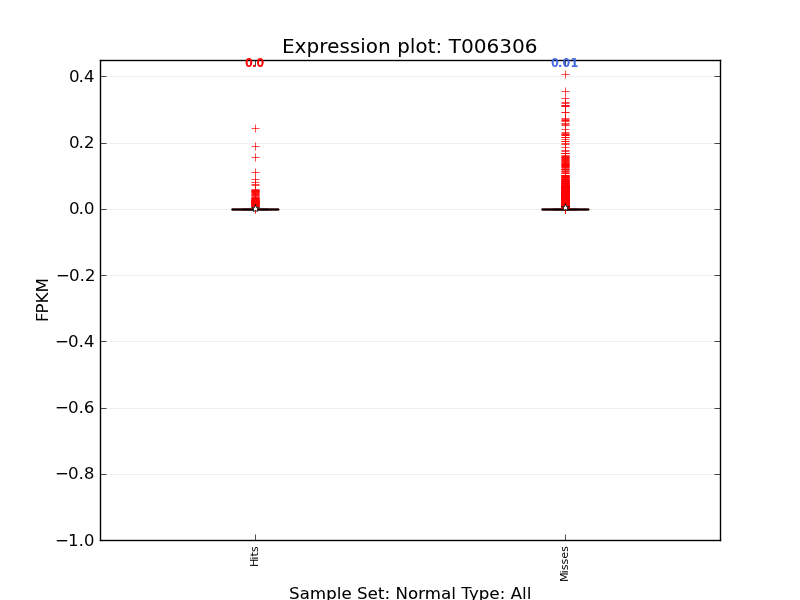 Expression plot: T006306
0.0
0.01
0.4
0.2
0.0
−0.2
−0.4
−0.6
−0.8
−1.0
FPKM
Hits
Misses
Sample Set: Normal Type: All